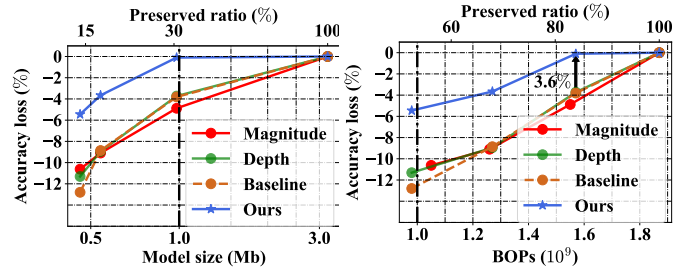 Preserved ratio (%)
15 30 100
Accuracy loss (%)
0
−2
−4
−6
−8
−10
−12
Magnitude
Depth
Baseline
Ours
0.5 1.0 3.0
Model size (Mb)
Preserved ratio (%)
60 80 100
Accuracy loss (%)
0
−2
−4
−6
−8
−10
−12
3.6%
Magnitude
Depth
Baseline
Ours
1.0 1.2 1.4 1.6 1.8
BOPs (10⁹)